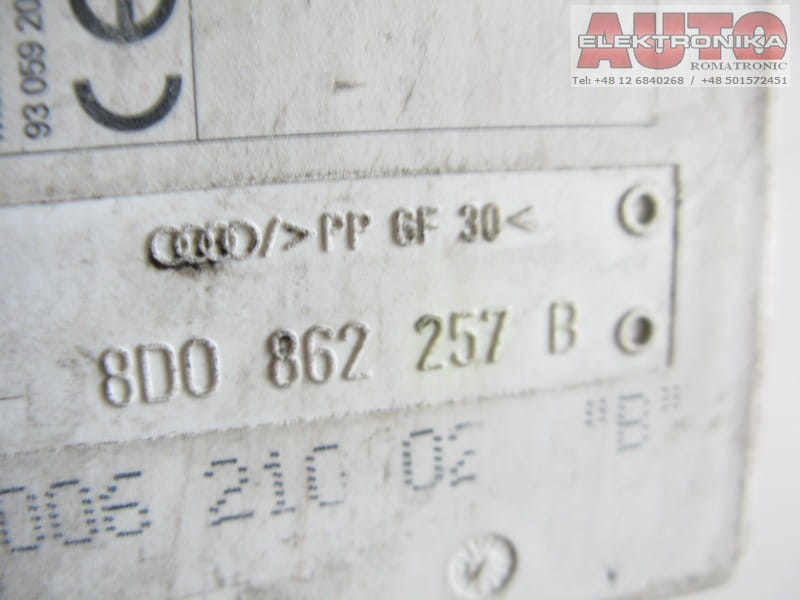 AUTO
ELEKTRONIKA
ROMATRONIC
Tel: +48 12 6840268 / +48 501572451
93 059 20
CE
/>PP GF 30<
8D0 862 257 B
006 210 02 "B"